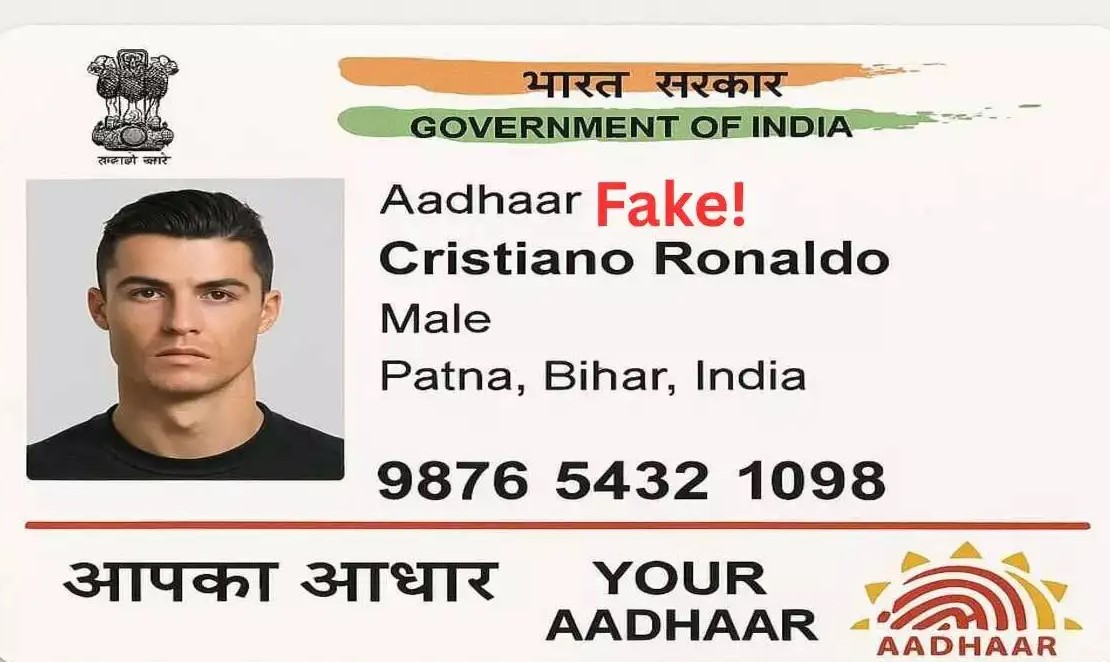 भारत सरकार
GOVERNMENT OF INDIA
Aadhaar Fake!
Cristiano Ronaldo
Male
Patna, Bihar, India
9876 5432 1098
आपका आधार
YOUR
AADHAAR
AADHAAR